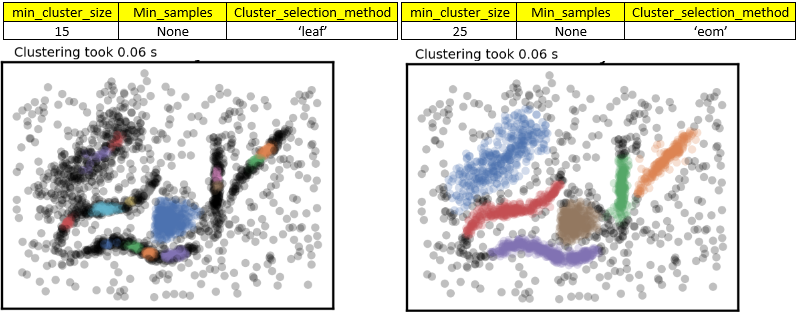 min_cluster_size Min_samples Cluster_selection_method
15 None ‘leaf’
Clustering took 0.06 s
min_cluster_size Min_samples Cluster_selection_method
25 None ‘eom’
Clustering took 0.06 s